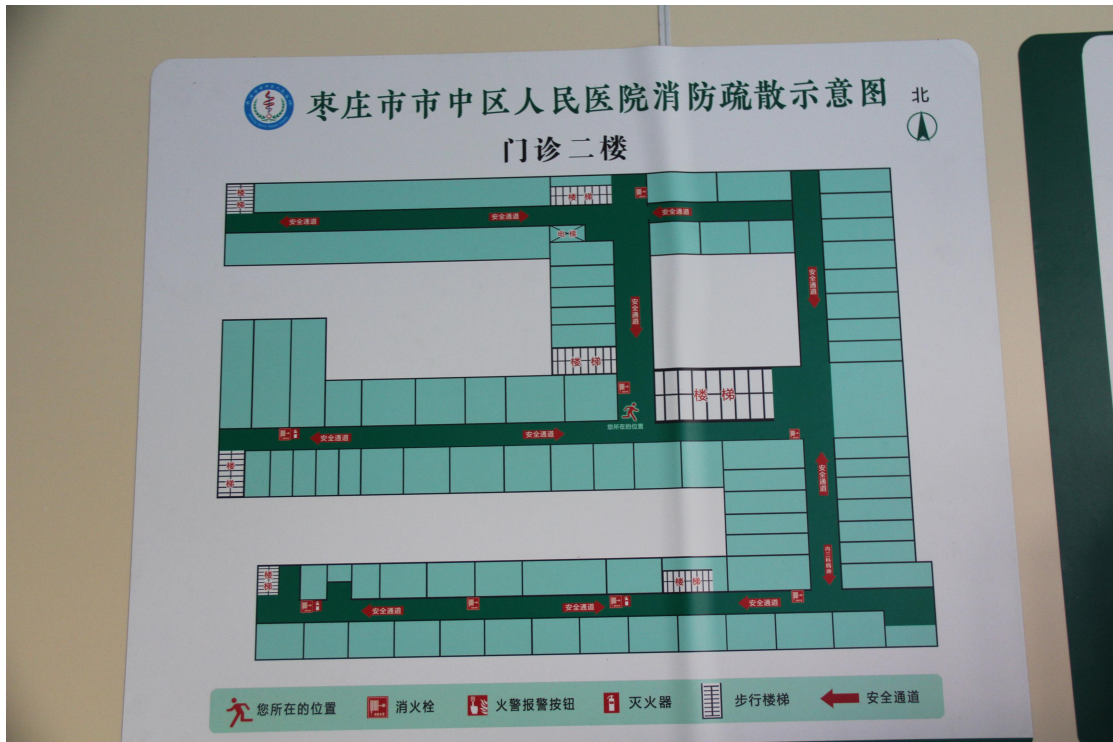 枣庄市市中区人民医院消防疏散示意图
北
门诊二楼
楼梯
楼 梯
安全通道
安全通道
安全通道
电梯
安全通道
安全通道
楼 梯
楼 梯
您所在的位置
安全通道
安全通道
楼梯
安全通道
楼梯
楼 梯
安全通道
安全通道
安全通道
您所在的位置
消火栓
火警报警按钮
灭火器
步行楼梯
安全通道